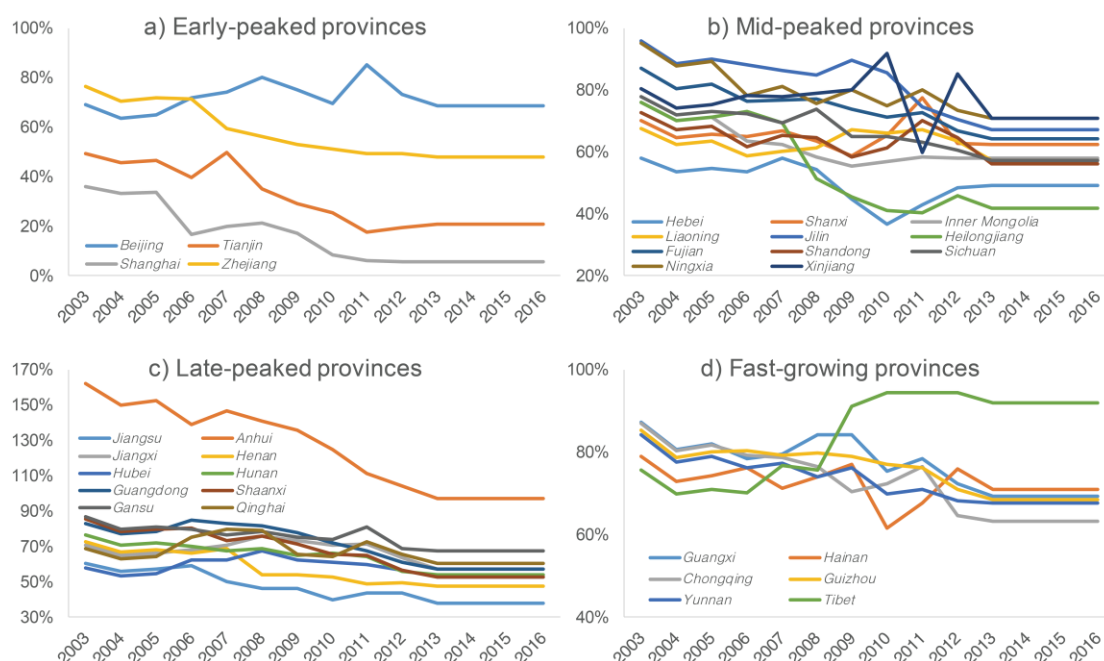 a) Early-peaked provinces
100%
80%
60%
40%
20%
0%
Beijing Tianjin
Shanghai Zhejiang
2003 2004 2005 2006 2007 2008 2009 2010 2011 2012 2013 2014 2015 2016
b) Mid-peaked provinces
100%
80%
60%
40%
20%
Hebei Shanxi Inner Mongolia
Liaoning Jilin Heilongjiang
Fujian Shandong Sichuan
Ningxia Xinjiang
2003 2004 2005 2006 2007 2008 2009 2010 2011 2012 2013 2014 2015 2016
c) Late-peaked provinces
170%
150%
130%
110%
90%
70%
50%
30%
Jiangsu Anhui
Jiangxi Henan
Hubei Hunan
Guangdong Shaanxi
Gansu Qinghai
2003 2004 2005 2006 2007 2008 2009 2010 2011 2012 2013 2014 2015 2016
d) Fast-growing provinces
100%
80%
60%
40%
Guangxi Hainan
Chongqing Guizhou
Yunnan Tibet
2003 2004 2005 2006 2007 2008 2009 2010 2011 2012 2013 2014 2015 2016